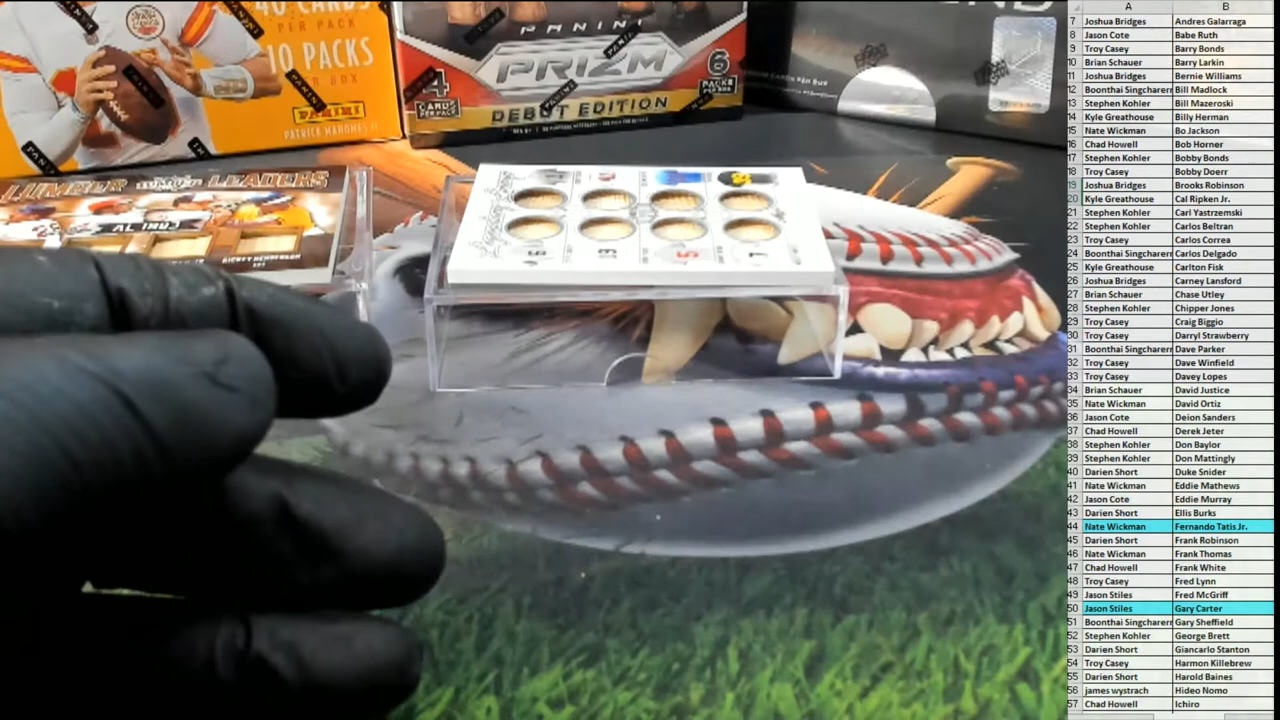 40 CARDS
PER PACK
10 PACKS
PER BOX
PANINI
PATRICK MAHOMES II
PANINI
PANINI
PRIZM
DEBUT EDITION
4
CARDS
PER PACK
6
PACKS
PER BOX
LUMBER LEADERS
AL
RICKEY HENDERSON
A B
7 Joshua Bridges Andres Galarraga
8 Jason Cote Babe Ruth
9 Troy Casey Barry Bonds
10 Brian Schauer Barry Larkin
11 Joshua Bridges Bernie Williams
12 Boonthai Singcharern Bill Madlock
13 Stephen Kohler Bill Mazeroski
14 Kyle Greathouse Billy Herman
15 Nate Wickman Bo Jackson
16 Chad Howell Bob Horner
17 Stephen Kohler Bobby Bonds
18 Troy Casey Bobby Doerr
19 Joshua Bridges Brooks Robinson
20 Kyle Greathouse Cal Ripken Jr.
21 Stephen Kohler Carl Yastrzemski
22 Stephen Kohler Carlos Beltran
23 Troy Casey Carlos Correa
24 Boonthai Singcharern Carlos Delgado
25 Kyle Greathouse Carlton Fisk
26 Joshua Bridges Carney Lansford
27 Brian Schauer Chase Utley
28 Stephen Kohler Chipper Jones
29 Troy Casey Craig Biggio
30 Troy Casey Darryl Strawberry
31 Boonthai Singcharern Dave Parker
32 Troy Casey Dave Winfield
33 Troy Casey Davey Lopes
34 Brian Schauer David Justice
35 Nate Wickman David Ortiz
36 Jason Cote Deion Sanders
37 Chad Howell Derek Jeter
38 Stephen Kohler Don Baylor
39 Stephen Kohler Don Mattingly
40 Darien Short Duke Snider
41 Nate Wickman Eddie Mathews
42 Jason Cote Eddie Murray
43 Darien Short Ellis Burks
44 Nate Wickman Fernando Tatis Jr.
45 Darien Short Frank Robinson
46 Nate Wickman Frank Thomas
47 Chad Howell Frank White
48 Troy Casey Fred Lynn
49 Jason Stiles Fred McGriff
50 Jason Stiles Gary Carter
51 Boonthai Singcharern Gary Sheffield
52 Stephen Kohler George Brett
53 Darien Short Giancarlo Stanton
54 Troy Casey Harmon Killebrew
55 Darien Short Harold Baines
56 james wystrach Hideo Nomo
57 Chad Howell Ichiro